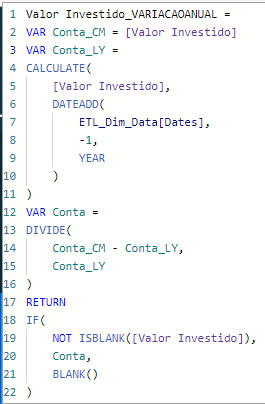 1 Valor Investido_VARIACAOANUAL =
2 VAR Conta_CM = [Valor Investido]
3 VAR Conta_LY =
4 CALCULATE(
5     [Valor Investido],
6     DATEADD(
7         ETL_Dim_Data[Dates],
8         -1,
9         YEAR
10     )
11 )
12 VAR Conta =
13 DIVIDE(
14     Conta_CM - Conta_LY,
15     Conta_LY
16 )
17 RETURN
18 IF(
19     NOT ISBLANK([Valor Investido]),
20     Conta,
21     BLANK()
22 )